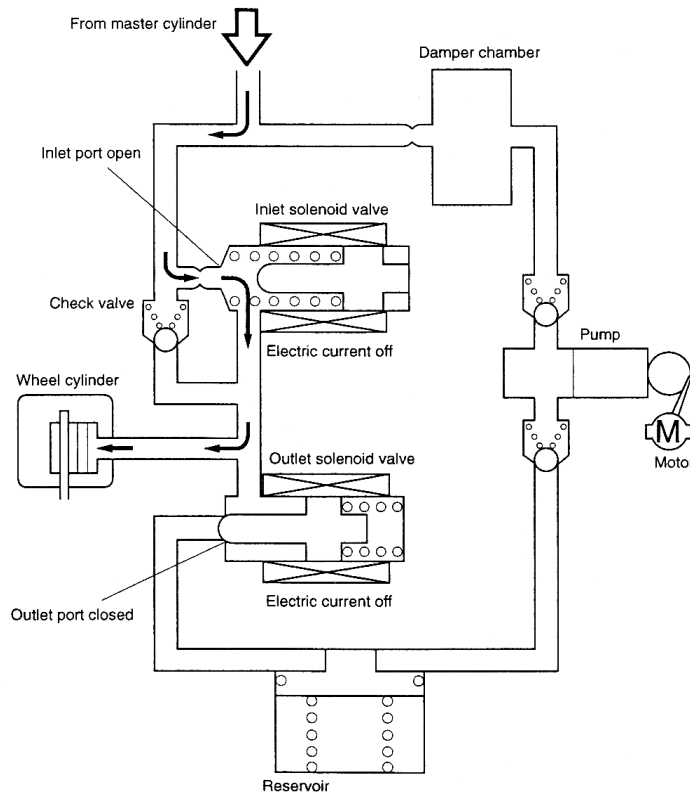 From master cylinder
Damper chamber
Inlet port open
Inlet solenoid valve
Check valve
Electric current off
Pump
Wheel cylinder
M
Motor
Outlet solenoid valve
Electric current off
Outlet port closed
Reservoir